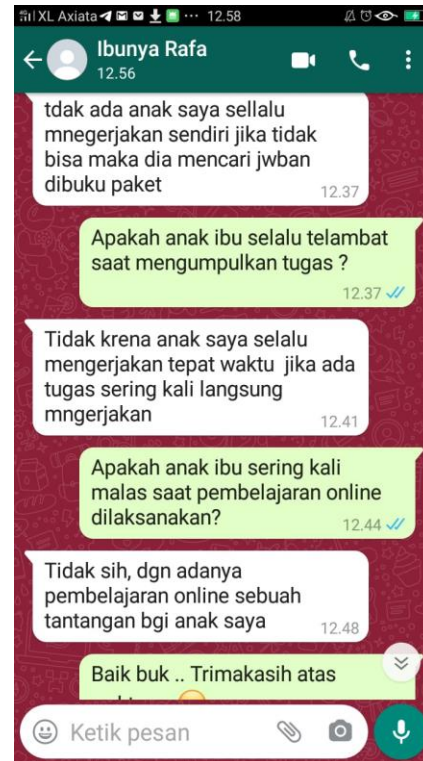 XL Axiata 12.58
Ibunya Rafa
12.56
tdak ada anak saya sellalu
mnegerjakan sendiri jika tidak
bisa maka dia mencari jwban
dibuku paket
12.37
Apakah anak ibu selalu telambat
saat mengumpulkan tugas ?
12.37
Tidak krena anak saya selalu
mengerjakan tepat waktu jika ada
tugas sering kali langsung
mngerjakan
12.41
Apakah anak ibu sering kali
malas saat pembelajaran online
dilaksanakan?
12.44
Tidak sih, dgn adanya
pembelajaran online sebuah
tantangan bgi anak saya
12.48
Baik buk .. Trimakasih atas
Ketik pesan